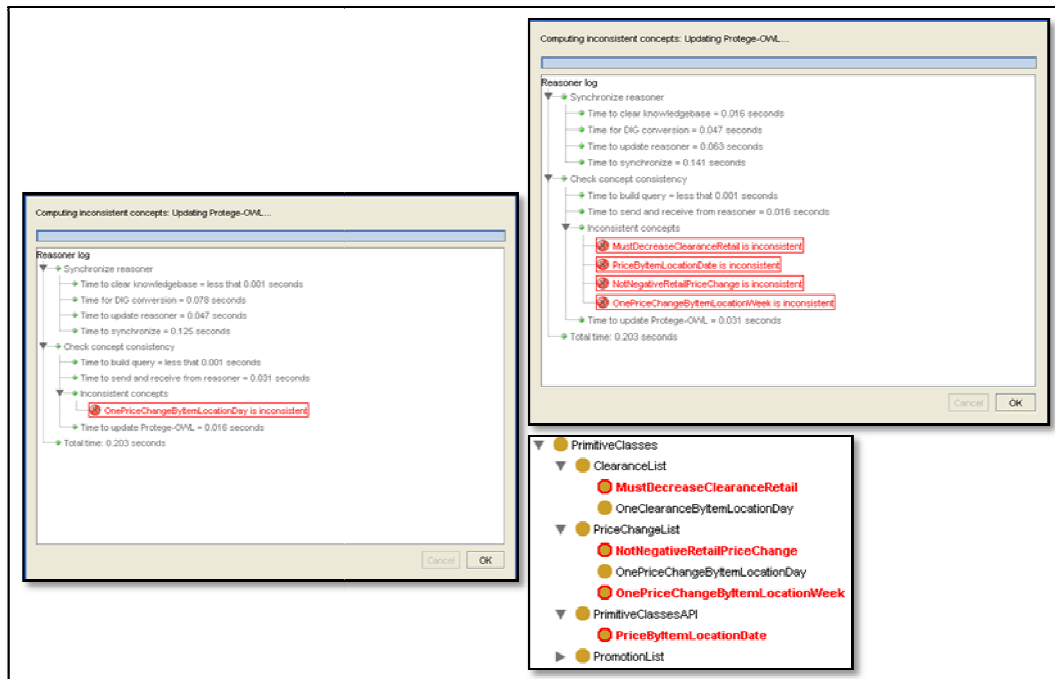 Computing inconsistent concepts: Updating Protege-OWL...
Reasoner log
Synchronize reasoner
Time to clear knowledgebase = less that 0.001 seconds
Time for DIG conversion = 0.078 seconds
Time to update reasoner = 0.047 seconds
Time to synchronize = 0.125 seconds
Check concept consistency
Time to build query = less that 0.001 seconds
Time to send and receive from reasoner = 0.031 seconds
Inconsistent concepts
OnePriceChangeByItemLocationDay is inconsistent
Time to update Protege-OWL = 0.016 seconds
Total time: 0.203 seconds
Cancel
OK
Computing inconsistent concepts: Updating Protege-OWL...
Reasoner log
Synchronize reasoner
Time to clear knowledgebase = 0.016 seconds
Time for DIG conversion = 0.047 seconds
Time to update reasoner = 0.063 seconds
Time to synchronize = 0.141 seconds
Check concept consistency
Time to build query = less that 0.001 seconds
Time to send and receive from reasoner = 0.016 seconds
Inconsistent concepts
MustDecreaseClearanceRetail is inconsistent
PriceByItemLocationDate is inconsistent
NotNegativeRetailPriceChange is inconsistent
OnePriceChangeByItemLocationWeek is inconsistent
Time to update Protege-OWL = 0.031 seconds
Total time: 0.203 seconds
Cancel
OK
PrimitiveClasses
ClearanceList
MustDecreaseClearanceRetail
OneClearanceByItemLocationDay
PriceChangeList
NotNegativeRetailPriceChange
OnePriceChangeByItemLocationDay
OnePriceChangeByItemLocationWeek
PrimitiveClassesAPI
PriceByItemLocationDate
PromotionList